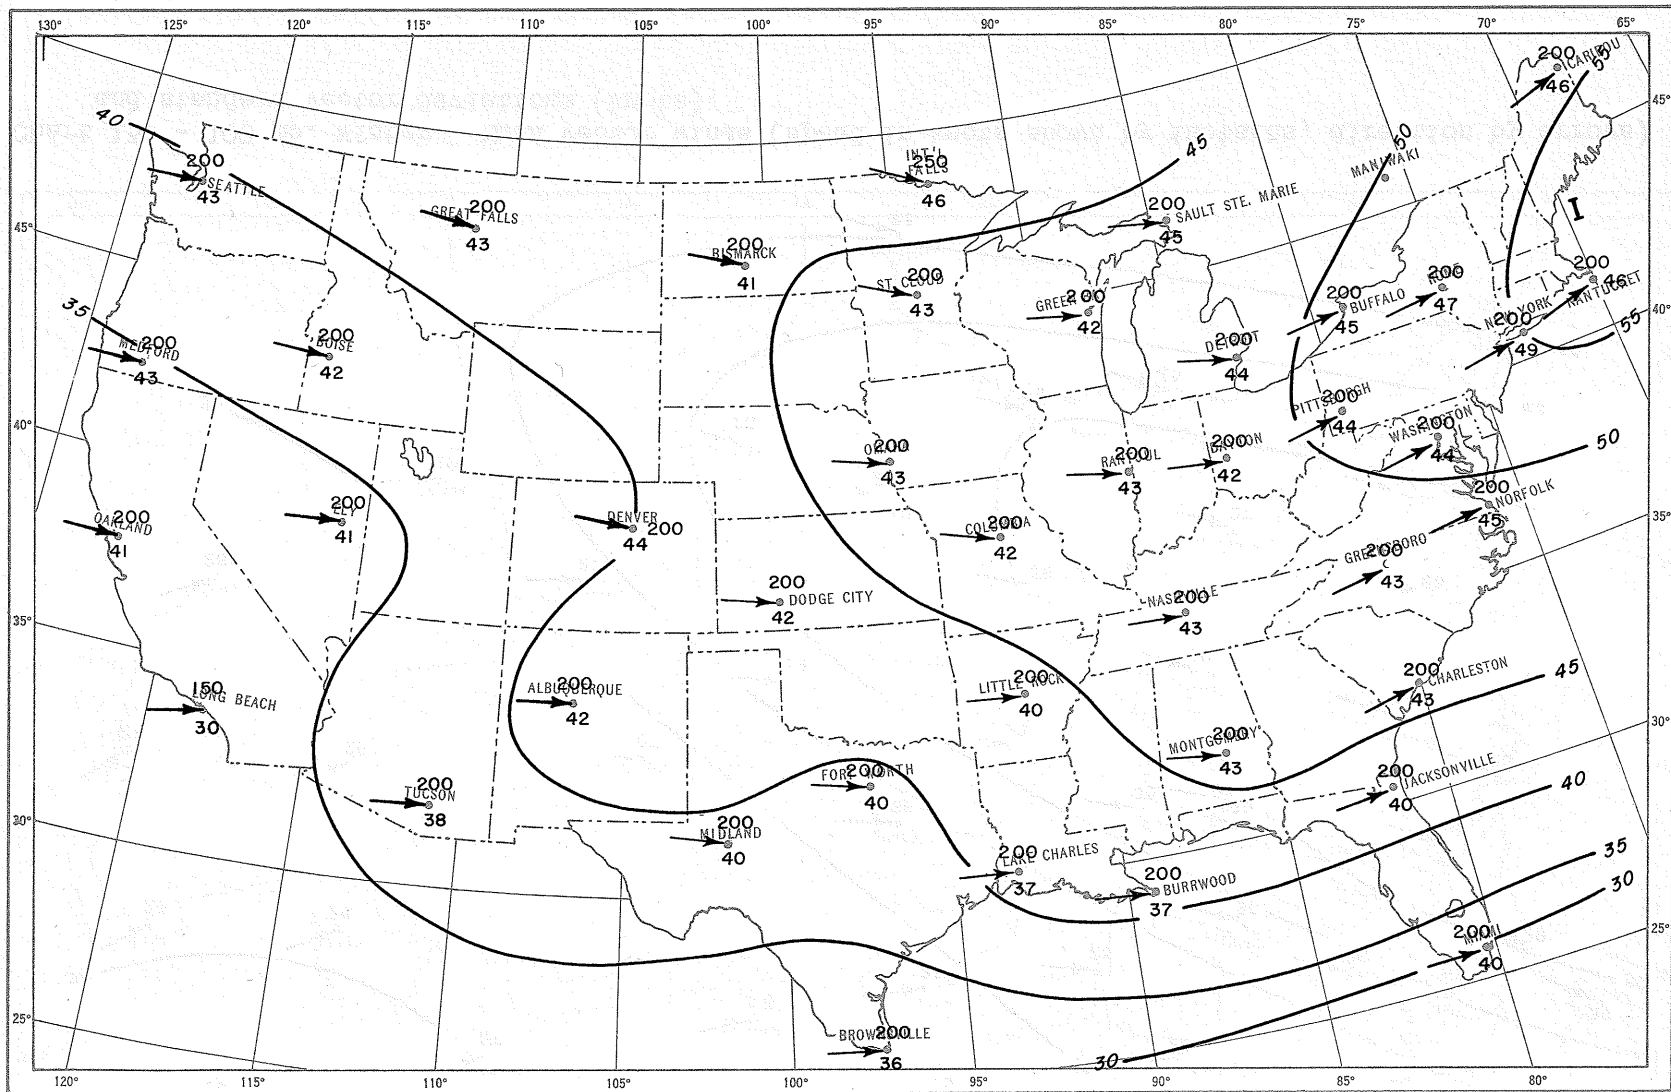 130° 125° 120° 115° 110° 105° 100° 95° 90° 85° 80° 75° 70° 65°
55
200
CARIBOU
46
40
50
45
45°
200
SEATTLE
43
INT'L
250
FALLS
46
MANIWAKI
200
GREAT FALLS
43
200
SAULT STE. MARIE
45
I
45°
200
BISMARCK
41
200
ST. CLOUD
43
200
GREEN BAY
42
200
BUFFALO
45
200
ROME
47
200
NANTUCKET
46
35
200
NEW YORK
49
55
40°
200
MEDFORD
43
200
BOISE
42
200
DETROIT
44
40°
200
PITTSBURGH
44
200
WASHINGTON
44
50
200
OMAHA
43
200
RANTOUL
43
200
DAYTON
42
200
NORFOLK
45
35°
200
OAKLAND
41
200
ELY
41
DENVER
200
44
200
COLUMBIA
42
200
GREENSBORO
43
200
DODGE CITY
42
200
NASHVILLE
43
35°
150
LONG BEACH
30
200
ALBUQUERQUE
42
200
LITTLE ROCK
40
200
CHARLESTON
43
45
30°
200
MONTGOMERY
43
200
TUCSON
38
200
FORT WORTH
40
200
JACKSONVILLE
40
40
30°
200
MIDLAND
40
200
LAKE CHARLES
37
200
BURRWOOD
37
35
30
25°
200
MIAMI
40
25°
200
BROWNSVILLE
36
30
120° 115° 110° 105° 100° 95° 90° 85° 80°